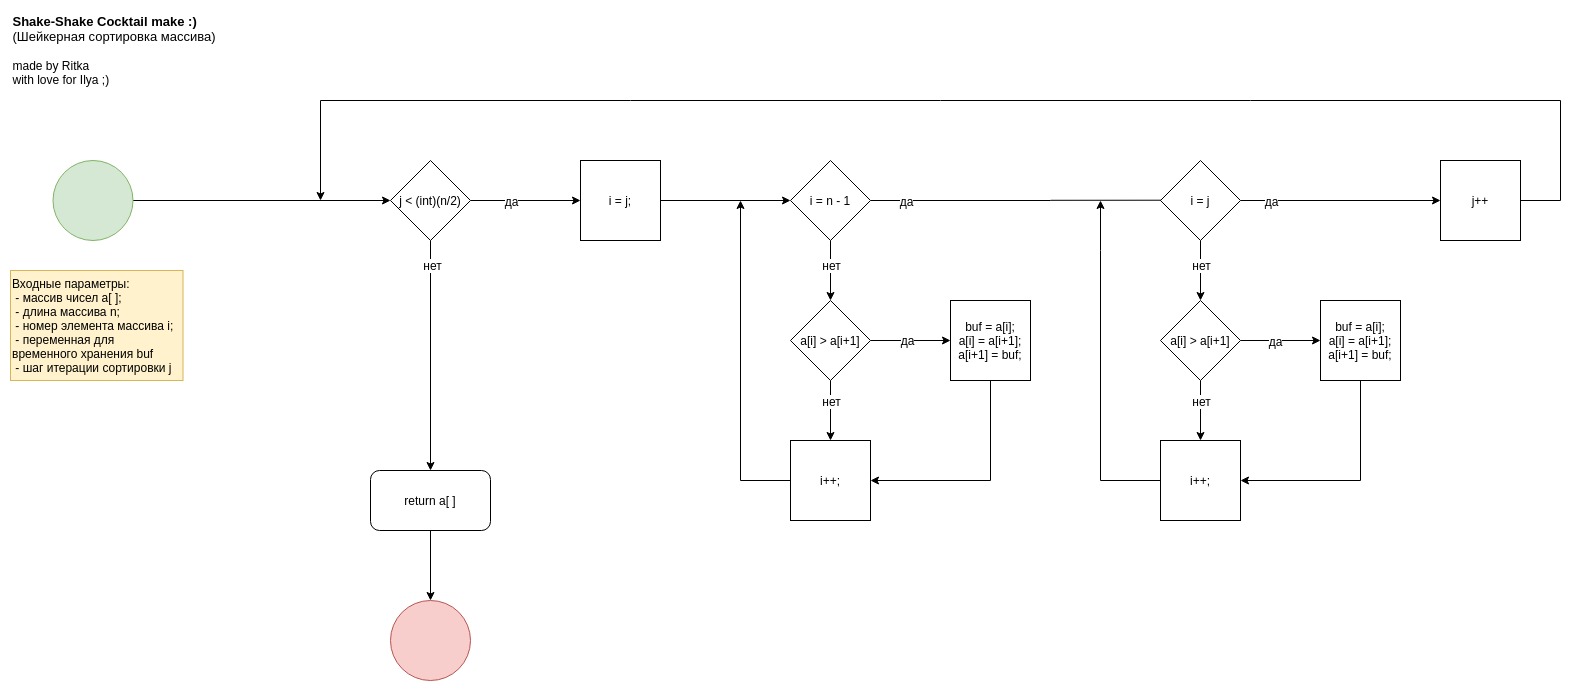 Shake-Shake Cocktail make :)
(Шейкерная сортировка массива)
made by Ritka
with love for Ilya ;)
j < (int)(n/2)
да
i = j;
i = n - 1
да
i = j
да
j++
нет
нет
нет
Входные параметры:
- массив чисел a[ ];
- длина массива n;
- номер элемента массива i;
- переменная для
временного хранения buf
- шаг итерации сортировки j
a[i] > a[i+1]
да
buf = a[i];
a[i] = a[i+1];
a[i+1] = buf;
a[i] > a[i+1]
да
buf = a[i];
a[i] = a[i+1];
a[i+1] = buf;
нет
нет
i++;
i++;
return a[ ]